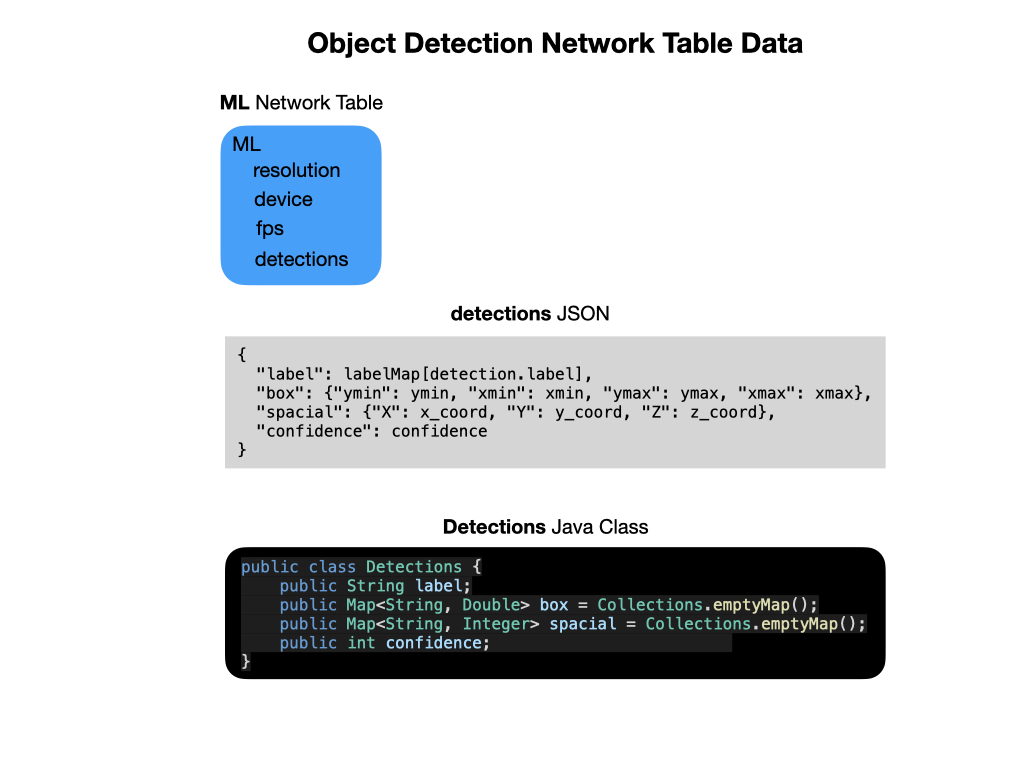 Object Detection Network Table Data
ML Network Table
ML
resolution
device
fps
detections
detections JSON
{
"label": labelMap[detection.label],
"box": {"ymin": ymin, "xmin": xmin, "ymax": ymax, "xmax": xmax},
"spacial": {"X": x_coord, "Y": y_coord, "Z": z_coord},
"confidence": confidence
}
Detections Java Class
public class Detections {
public String label;
public Map<String, Double> box = Collections.emptyMap();
public Map<String, Integer> spacial = Collections.emptyMap();
public int confidence;
}